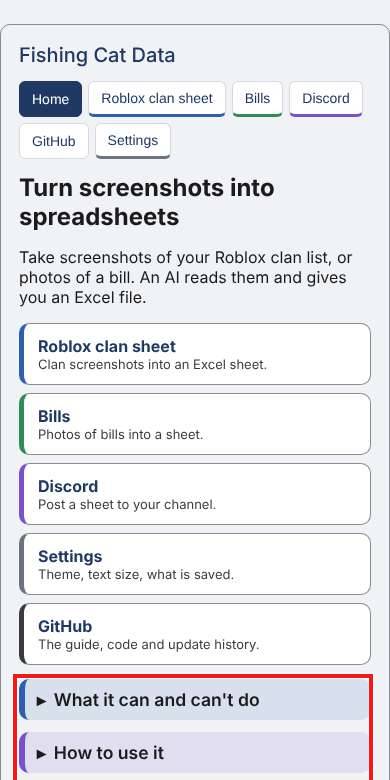 Fishing Cat Data
Home
Roblox clan sheet
Bills
Discord
GitHub
Settings
Turn screenshots into
spreadsheets
Take screenshots of your Roblox clan list, or
photos of a bill. An AI reads them and gives
you an Excel file.
Roblox clan sheet
Clan screenshots into an Excel sheet.
Bills
Photos of bills into a sheet.
Discord
Post a sheet to your channel.
Settings
Theme, text size, what is saved.
GitHub
The guide, code and update history.
▸ What it can and can't do
▸ How to use it